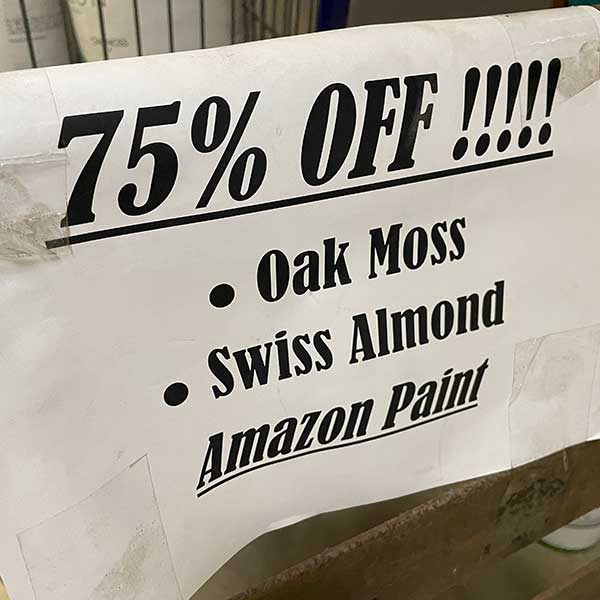 75% OFF !!!!!
• Oak Moss
• Swiss Almond
Amazon Paint